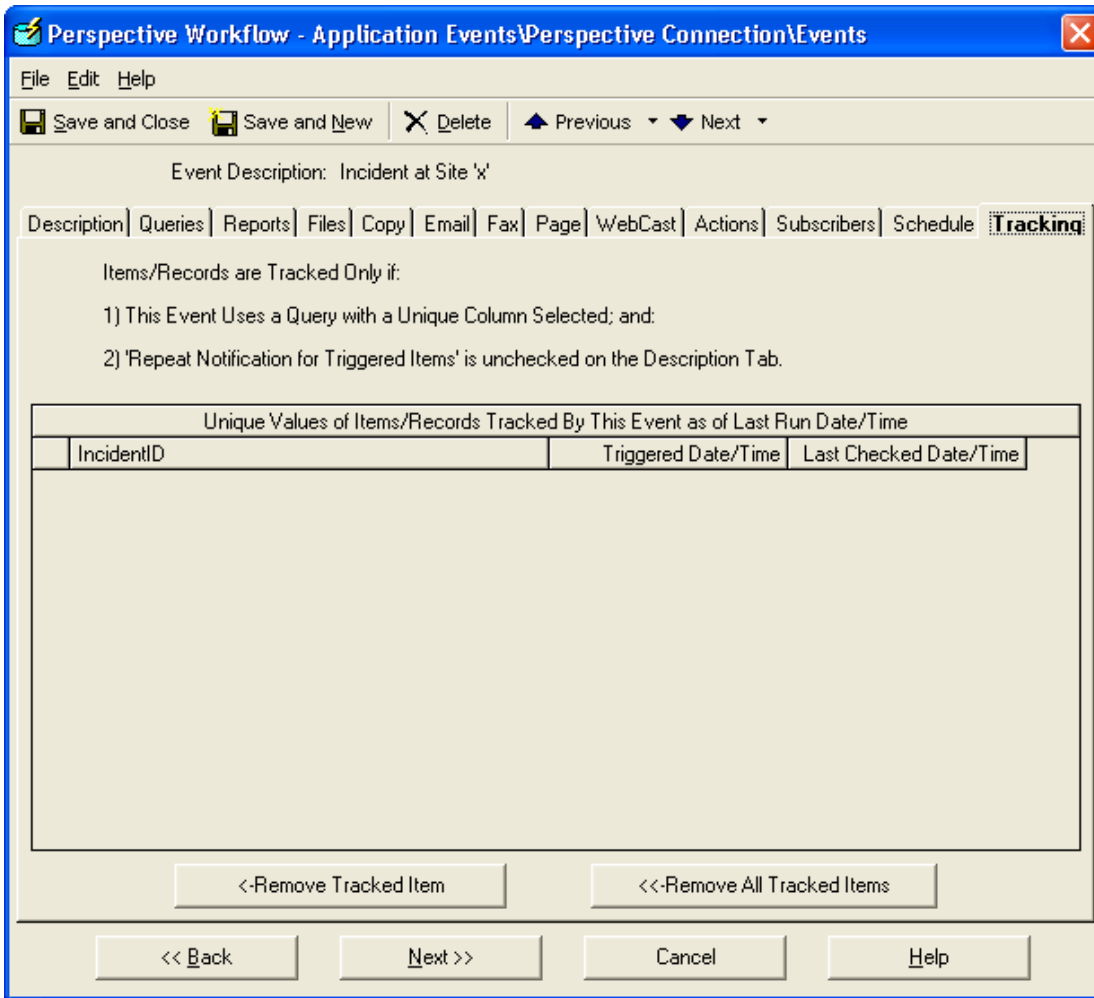 Perspective Workflow - Application Events\Perspective Connection\Events
File Edit Help
Save and Close Save and New Delete Previous Next
Event Description: Incident at Site 'x'
Description Queries Reports Files Copy Email Fax Page WebCast Actions Subscribers Schedule Tracking
Items/Records are Tracked Only if:
1) This Event Uses a Query with a Unique Column Selected; and:
2) 'Repeat Notification for Triggered Items' is unchecked on the Description Tab.
Unique Values of Items/Records Tracked By This Event as of Last Run Date/Time
IncidentID Triggered Date/Time Last Checked Date/Time
<-Remove Tracked Item <<-Remove All Tracked Items
<< Back Next >> Cancel Help